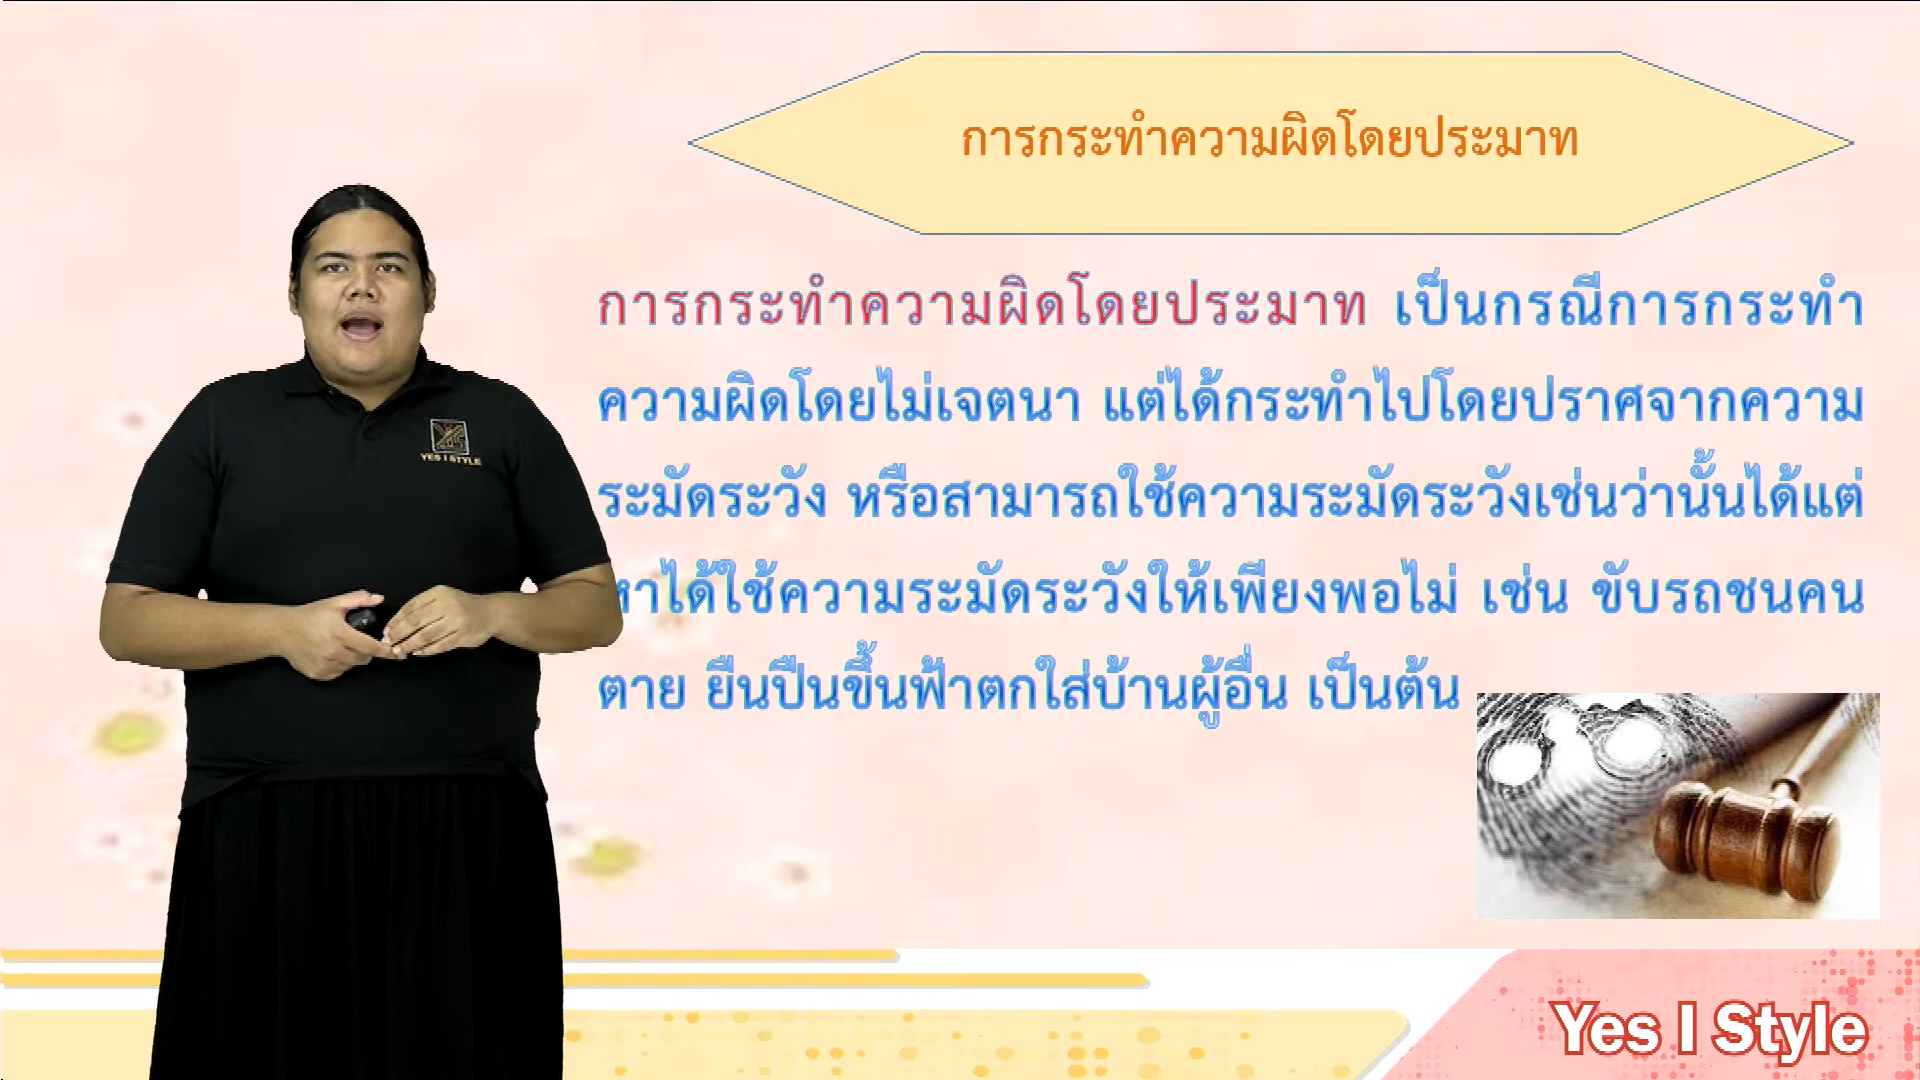 การกระทำความผิดโดยประมาท
การกระทำความผิดโดยประมาท เป็นกรณีการกระทำ
ความผิดโดยไม่เจตนา แต่ได้กระทำไปโดยปราศจากความ
ระมัดระวัง หรือสามารถใช้ความระมัดระวังเช่นว่านั้นได้แต่
หาได้ใช้ความระมัดระวังให้เพียงพอไม่ เช่น ขับรถชนคน
ตาย ยืนปืนขึ้นฟ้าตกใส่บ้านผู้อื่น เป็นต้น
YES I STYLE
Yes I Style